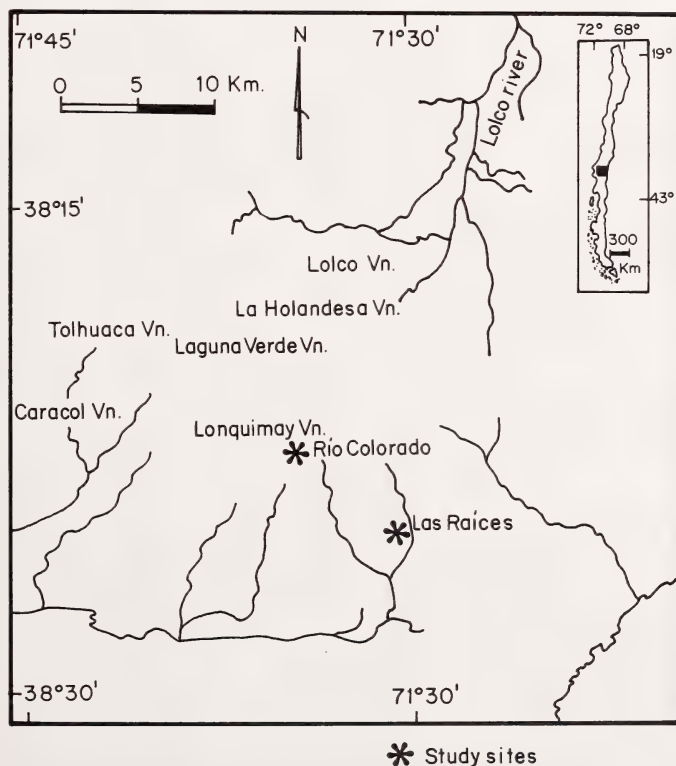 71°45'
71°30'
N
0 5 10 Km.
Lolco river
72° 68°
19°
43°
300
Km
38°15'
Lolco Vn.
La Holandesa Vn.
Tolhuaca Vn.
Laguna Verde Vn.
Caracol Vn.
Lonquimay Vn.
Río Colorado
Las Raíces
38°30'
71°30'
Study sites